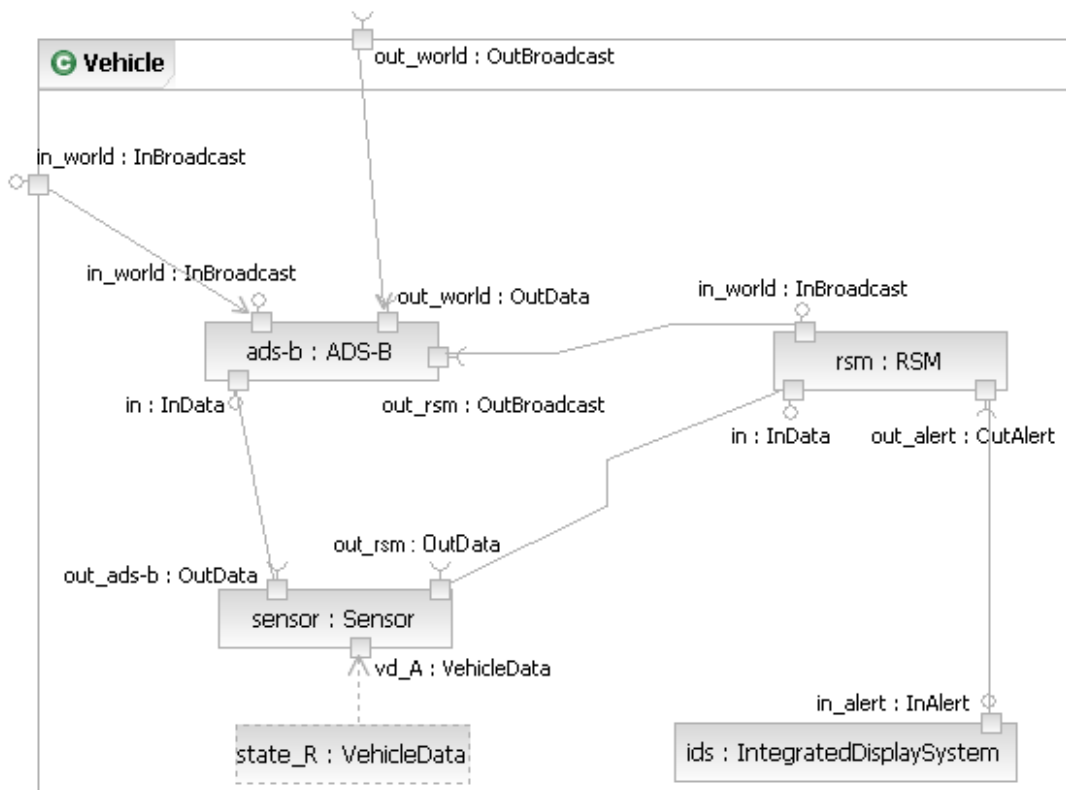 out_world : OutBroadcast
C Vehicle
in_world : InBroadcast
in_world : InBroadcast
out_world : OutData
in_world : InBroadcast
ads-b : ADS-B
rsm : RSM
in : InData
out_rsm : OutBroadcast
in : InData
out_alert : OutAlert
out_rsm : OutData
out_ads-b : OutData
sensor : Sensor
vd_A : VehicleData
in_alert : InAlert
state_R : VehicleData
ids : IntegratedDisplaySystem